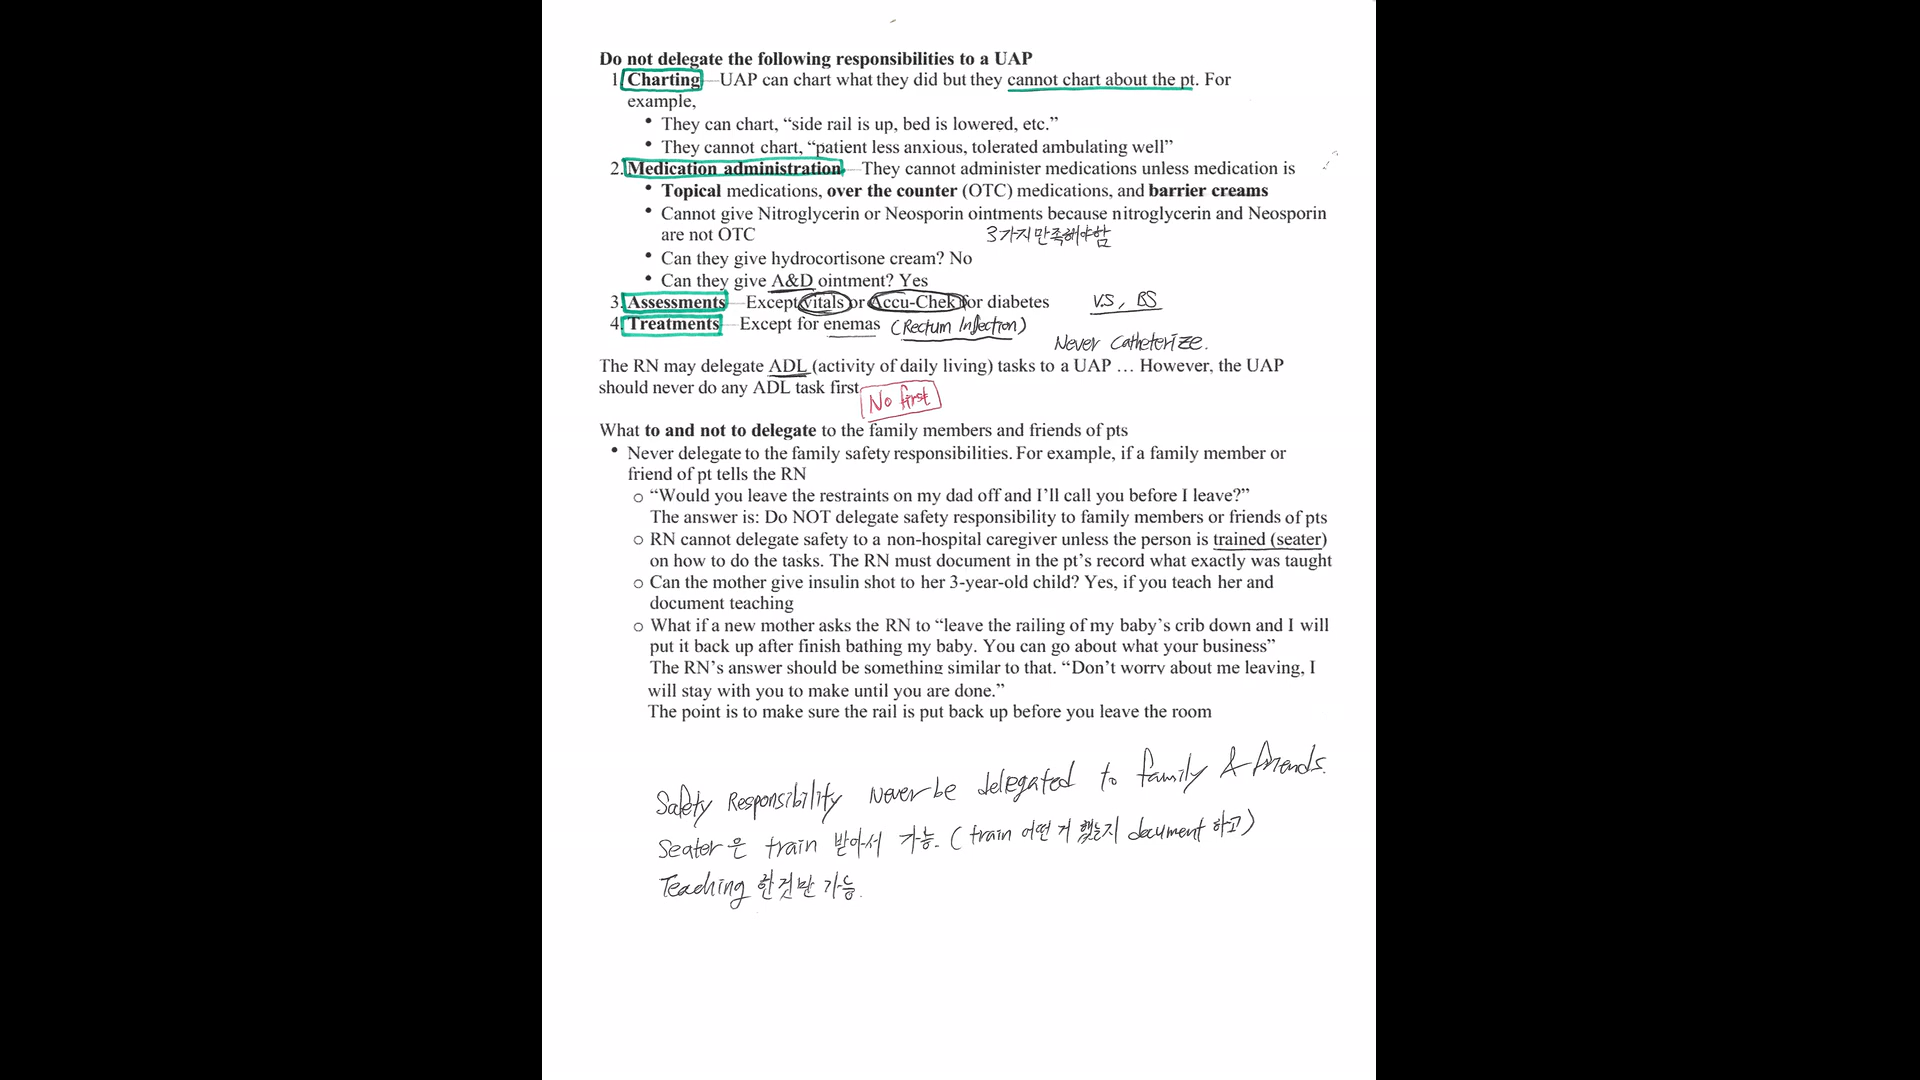 Do not delegate the following responsibilities to a UAP
1. Charting—UAP can chart what they did but they cannot chart about the pt. For
example,
• They can chart, “side rail is up, bed is lowered, etc.”
• They cannot chart, “patient less anxious, tolerated ambulating well”
2. Medication administration—They cannot administer medications unless medication is
• Topical medications, over the counter (OTC) medications, and barrier creams
• Cannot give Nitroglycerin or Neosporin ointments because nitroglycerin and Neosporin
are not OTC 3가지만족해야함
• Can they give hydrocortisone cream? No
• Can they give A&D ointment? Yes
3. Assessments—Except vitals or Accu-Chek for diabetes V.S, BS
4. Treatments—Except for enemas (Rectum Injection)
Never Catheterize.
The RN may delegate ADL (activity of daily living) tasks to a UAP … However, the UAP
should never do any ADL task first
No first
What to and not to delegate to the family members and friends of pts
• Never delegate to the family safety responsibilities. For example, if a family member or
friend of pt tells the RN
o “Would you leave the restraints on my dad off and I’ll call you before I leave?”
The answer is: Do NOT delegate safety responsibility to family members or friends of pts
o RN cannot delegate safety to a non-hospital caregiver unless the person is trained (seater)
on how to do the tasks. The RN must document in the pt’s record what exactly was taught
o Can the mother give insulin shot to her 3-year-old child? Yes, if you teach her and
document teaching
o What if a new mother asks the RN to “leave the railing of my baby’s crib down and I will
put it back up after finish bathing my baby. You can go about what your business”
The RN’s answer should be something similar to that. “Don’t worry about me leaving, I
will stay with you to make until you are done.”
The point is to make sure the rail is put back up before you leave the room
Safety Responsibility Never be delegated to family & friends.
Seater은 train 받아서 가능. (train 어떤 거 했는지 document 하고)
Teaching 한것만 가능.